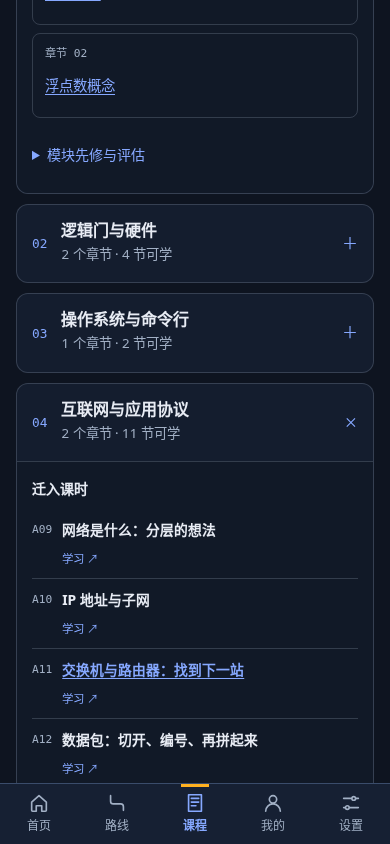 章节 02
浮点数概念
▶ 模块先修与评估
02 逻辑门与硬件 +
2 个章节 · 4 节可学
03 操作系统与命令行 +
1 个章节 · 2 节可学
04 互联网与应用协议 ×
2 个章节 · 11 节可学
迁入课时
A09 网络是什么：分层的想法
学习 ↗
A10 IP 地址与子网
学习 ↗
A11 交换机与路由器：找到下一站
学习 ↗
A12 数据包：切开、编号、再拼起来
学习 ↗
首页 路线 课程 我的 设置